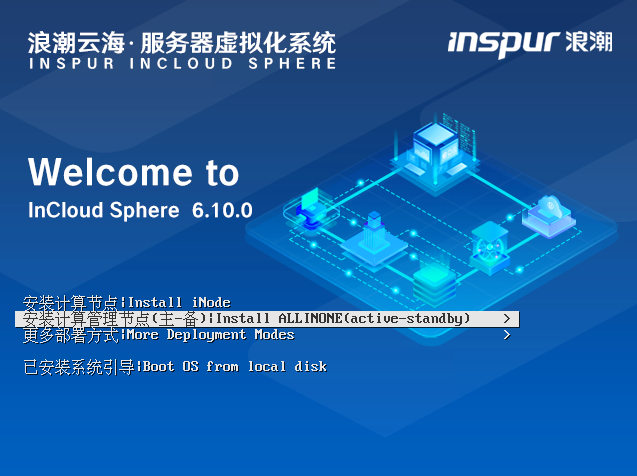 浪潮云海·服务器虚拟化系统
INSPUR INCLOUD SPHERE
inspur 浪潮
Welcome to
InCloud Sphere 6.10.0
安装计算节点|Install iNode
安装计算管理节点(主-备)|Install ALLINONE(active-standby) >
更多部署方式|More Deployment Modes >
已安装系统引导|Boot OS from local disk